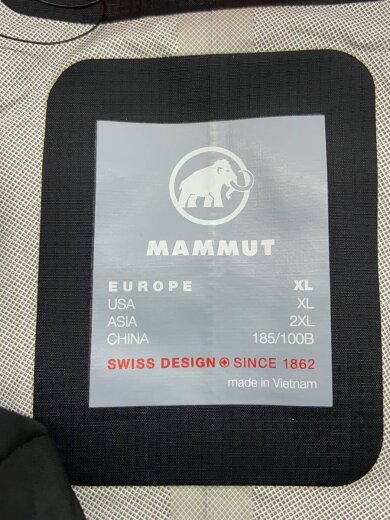 MAMMUT
EUROPE XL
USA XL
ASIA 2XL
CHINA 185/100B
SWISS DESIGN SINCE 1862
made in Vietnam